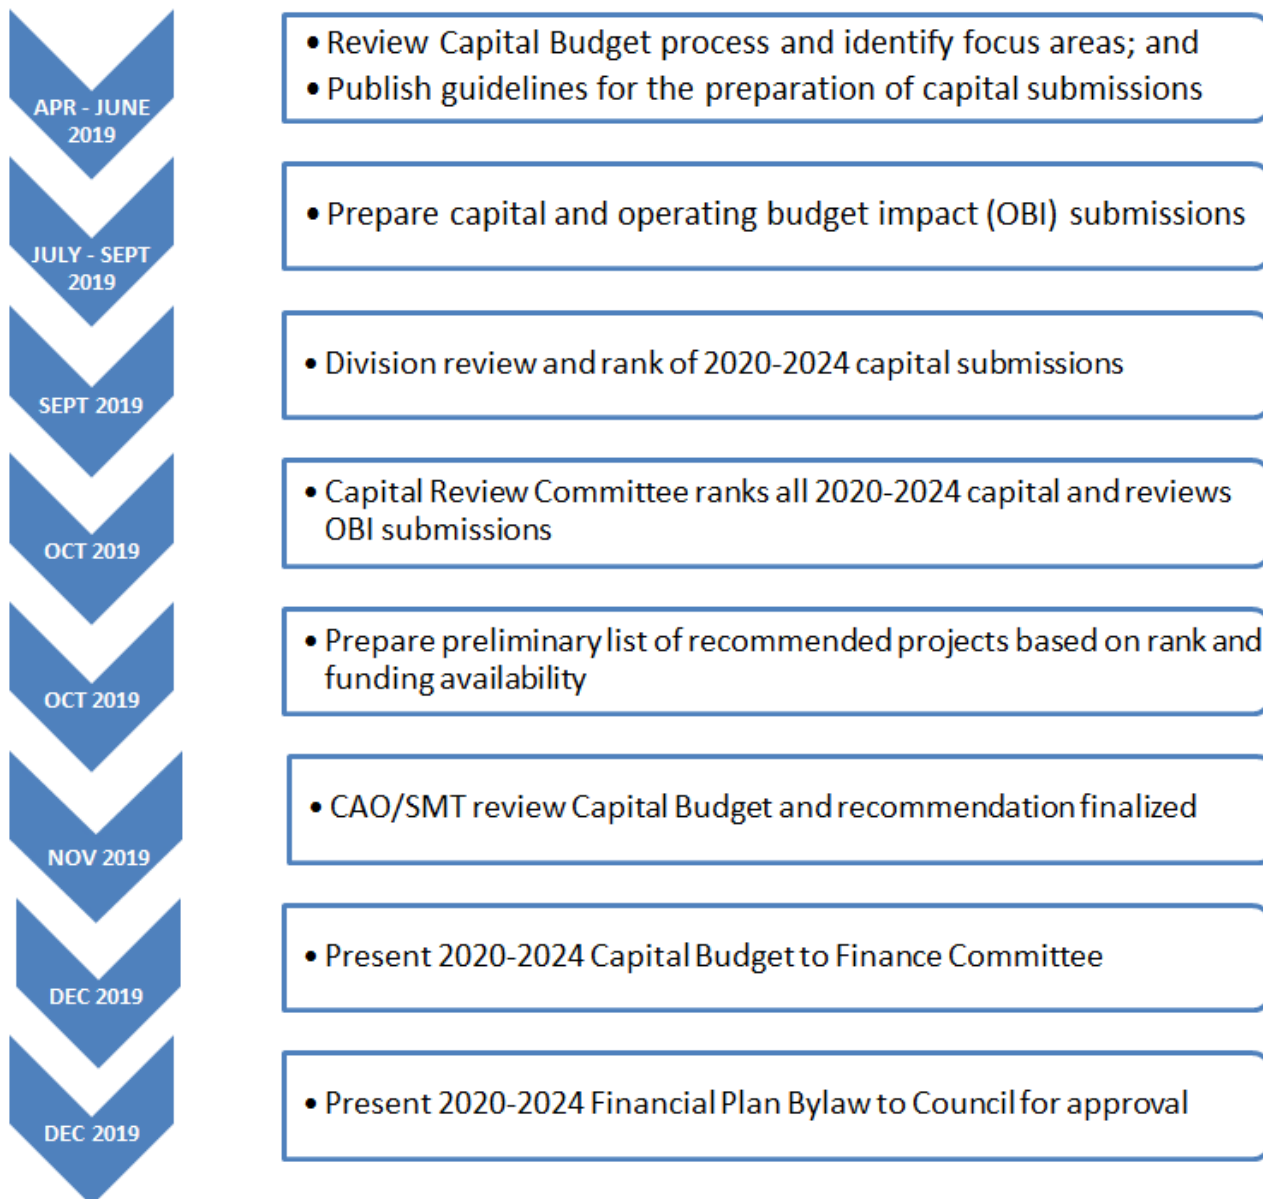 APR - JUNE
2019
• Review Capital Budget process and identify focus areas; and
• Publish guidelines for the preparation of capital submissions
JULY - SEPT
2019
• Prepare capital and operating budget impact (OBI) submissions
SEPT 2019
• Division review and rank of 2020-2024 capital submissions
OCT 2019
• Capital Review Committee ranks all 2020-2024 capital and reviews
OBI submissions
OCT 2019
• Prepare preliminary list of recommended projects based on rank and
funding availability
NOV 2019
• CAO/SMT review Capital Budget and recommendation finalized
DEC 2019
• Present 2020-2024 Capital Budget to Finance Committee
DEC 2019
• Present 2020-2024 Financial Plan Bylaw to Council for approval